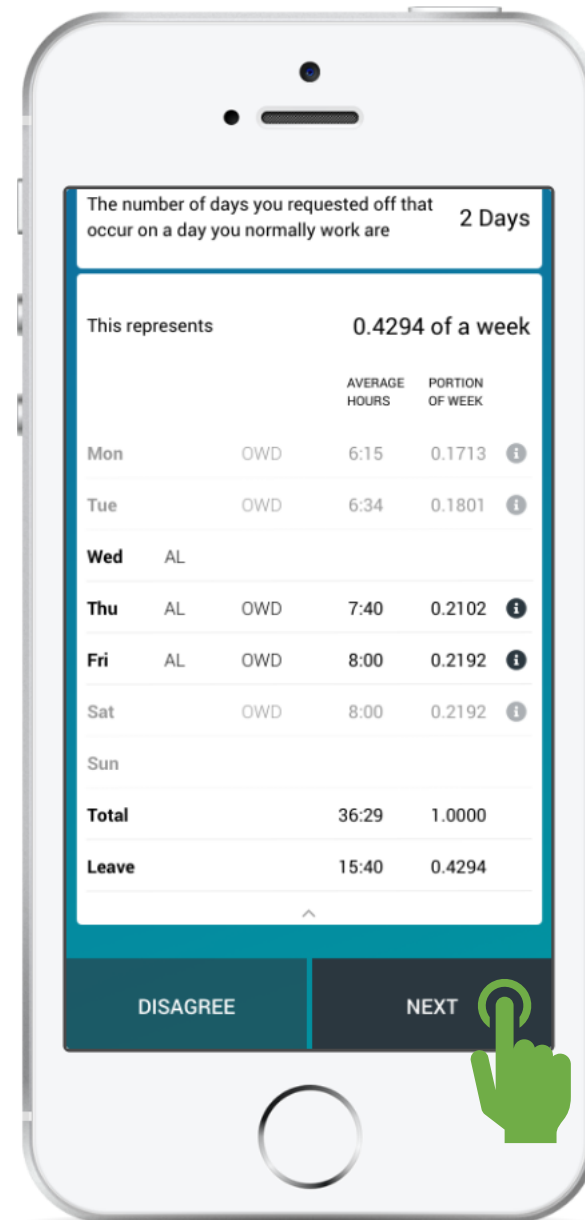 The number of days you requested off that
occur on a day you normally work are 2 Days
This represents 0.4294 of a week
AVERAGE PORTION
HOURS OF WEEK
Mon OWD 6:15 0.1713 i
Tue OWD 6:34 0.1801 i
Wed AL
Thu AL OWD 7:40 0.2102 i
Fri AL OWD 8:00 0.2192 i
Sat OWD 8:00 0.2192 i
Sun
Total 36:29 1.0000
Leave 15:40 0.4294
DISAGREE NEXT